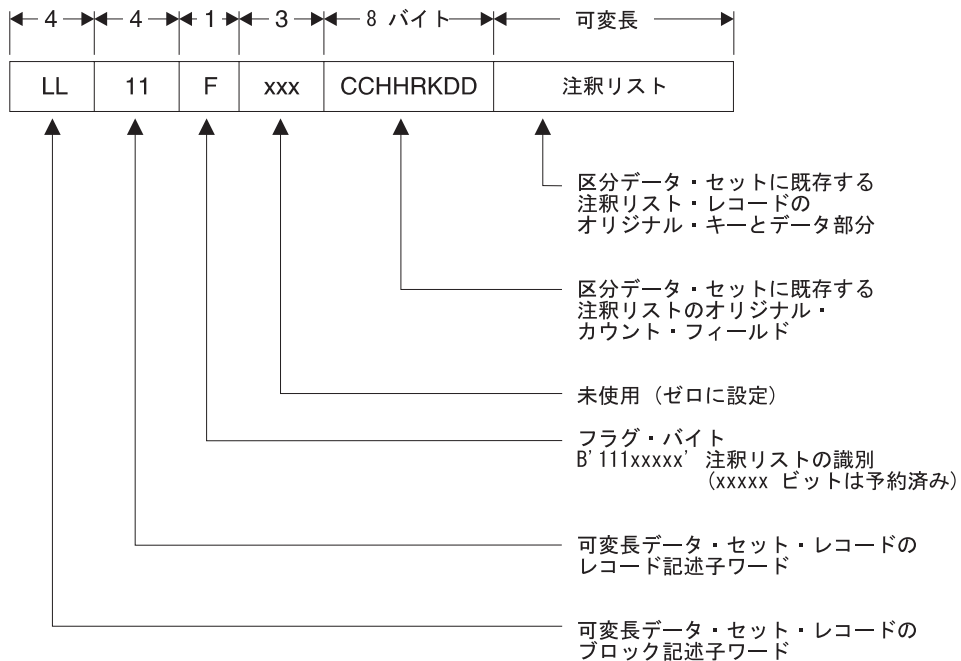 4 4 1 3 8 バイト 可変長
LL 11 F xxx CCHHRKDD 注釈リスト
区分データ・セットに既存する
注釈リスト・レコードの
オリジナル・キーとデータ部分
区分データ・セットに既存する
注釈リストのオリジナル・
カウント・フィールド
未使用（ゼロに設定）
フラグ・バイト
B'111xxxxx' 注釈リストの識別
(xxxxx ビットは予約済み)
可変長データ・セット・レコードの
レコード記述子ワード
可変長データ・セット・レコードの
ブロック記述子ワード